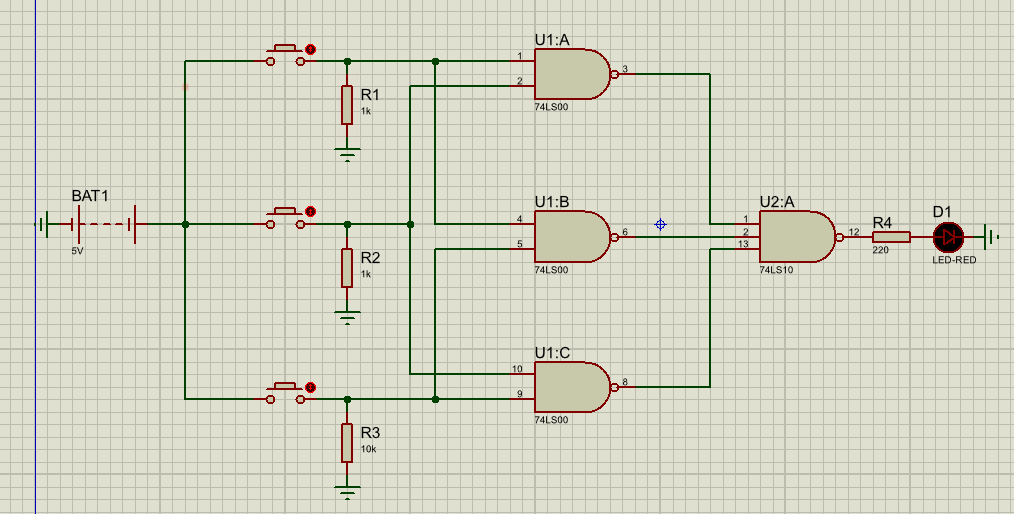 U1:A
1
2
3
74LS00
R1
1k
BAT1
5V
R2
1k
U1:B
4
5
6
74LS00
U2:A
1
2
13
12
74LS10
R4
220
D1
LED-RED
U1:C
10
9
8
74LS00
R3
10k